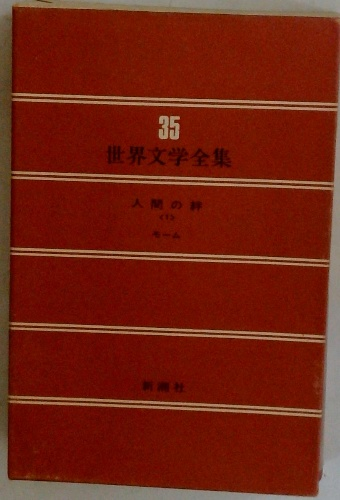 35
世界文学全集
人間の絆
モーム
新潮社